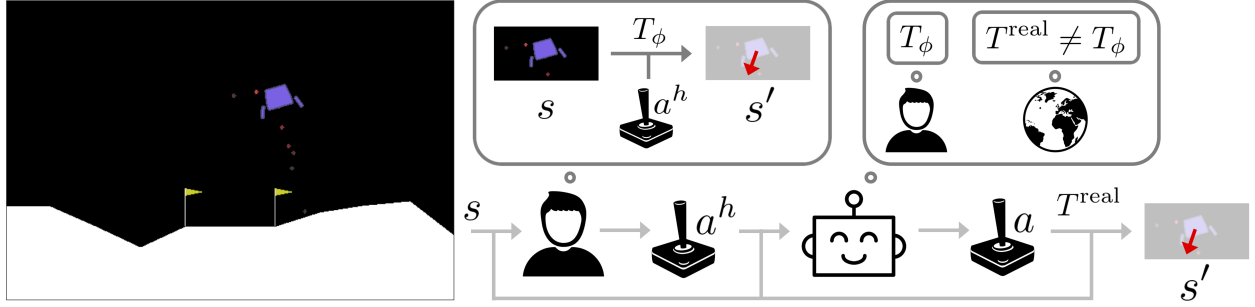 T_ϕ
s
a^h
s′
T_ϕ
T^real ≠ T_ϕ
s
a^h
a
T^real
s′